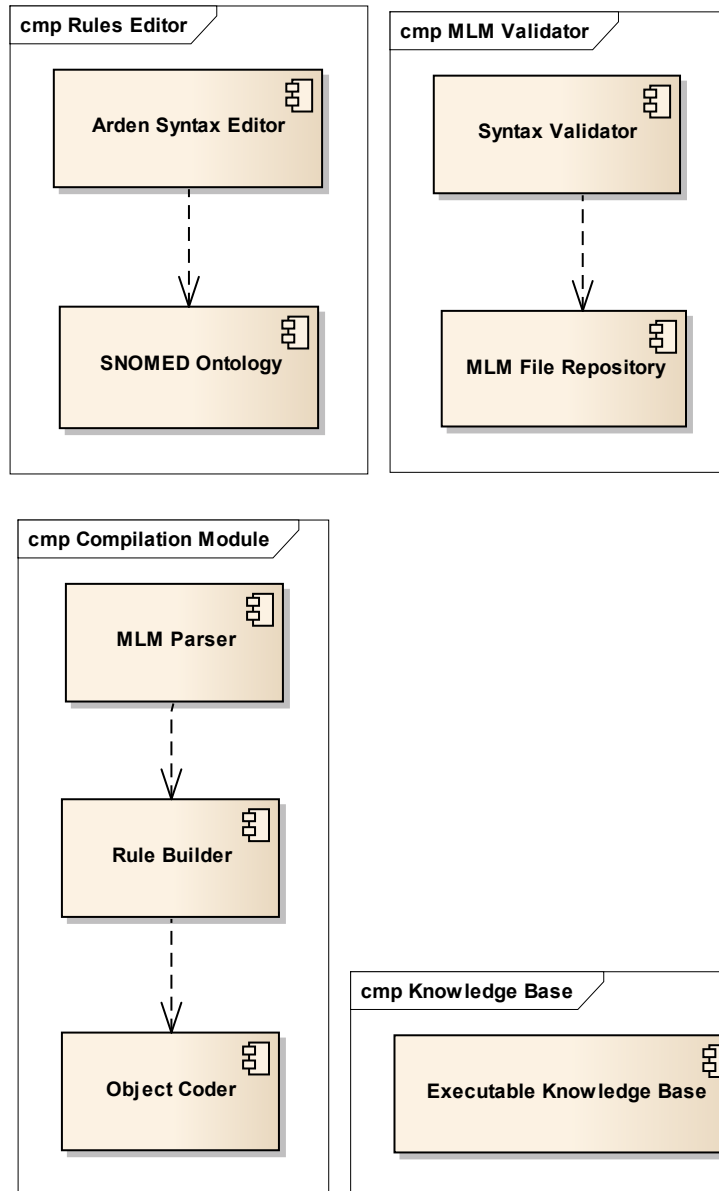 cmp Rules Editor
Arden Syntax Editor
SNOMED Ontology
cmp MLM Validator
Syntax Validator
MLM File Repository
cmp Compilation Module
MLM Parser
Rule Builder
Object Coder
cmp Knowledge Base
Executable Knowledge Base